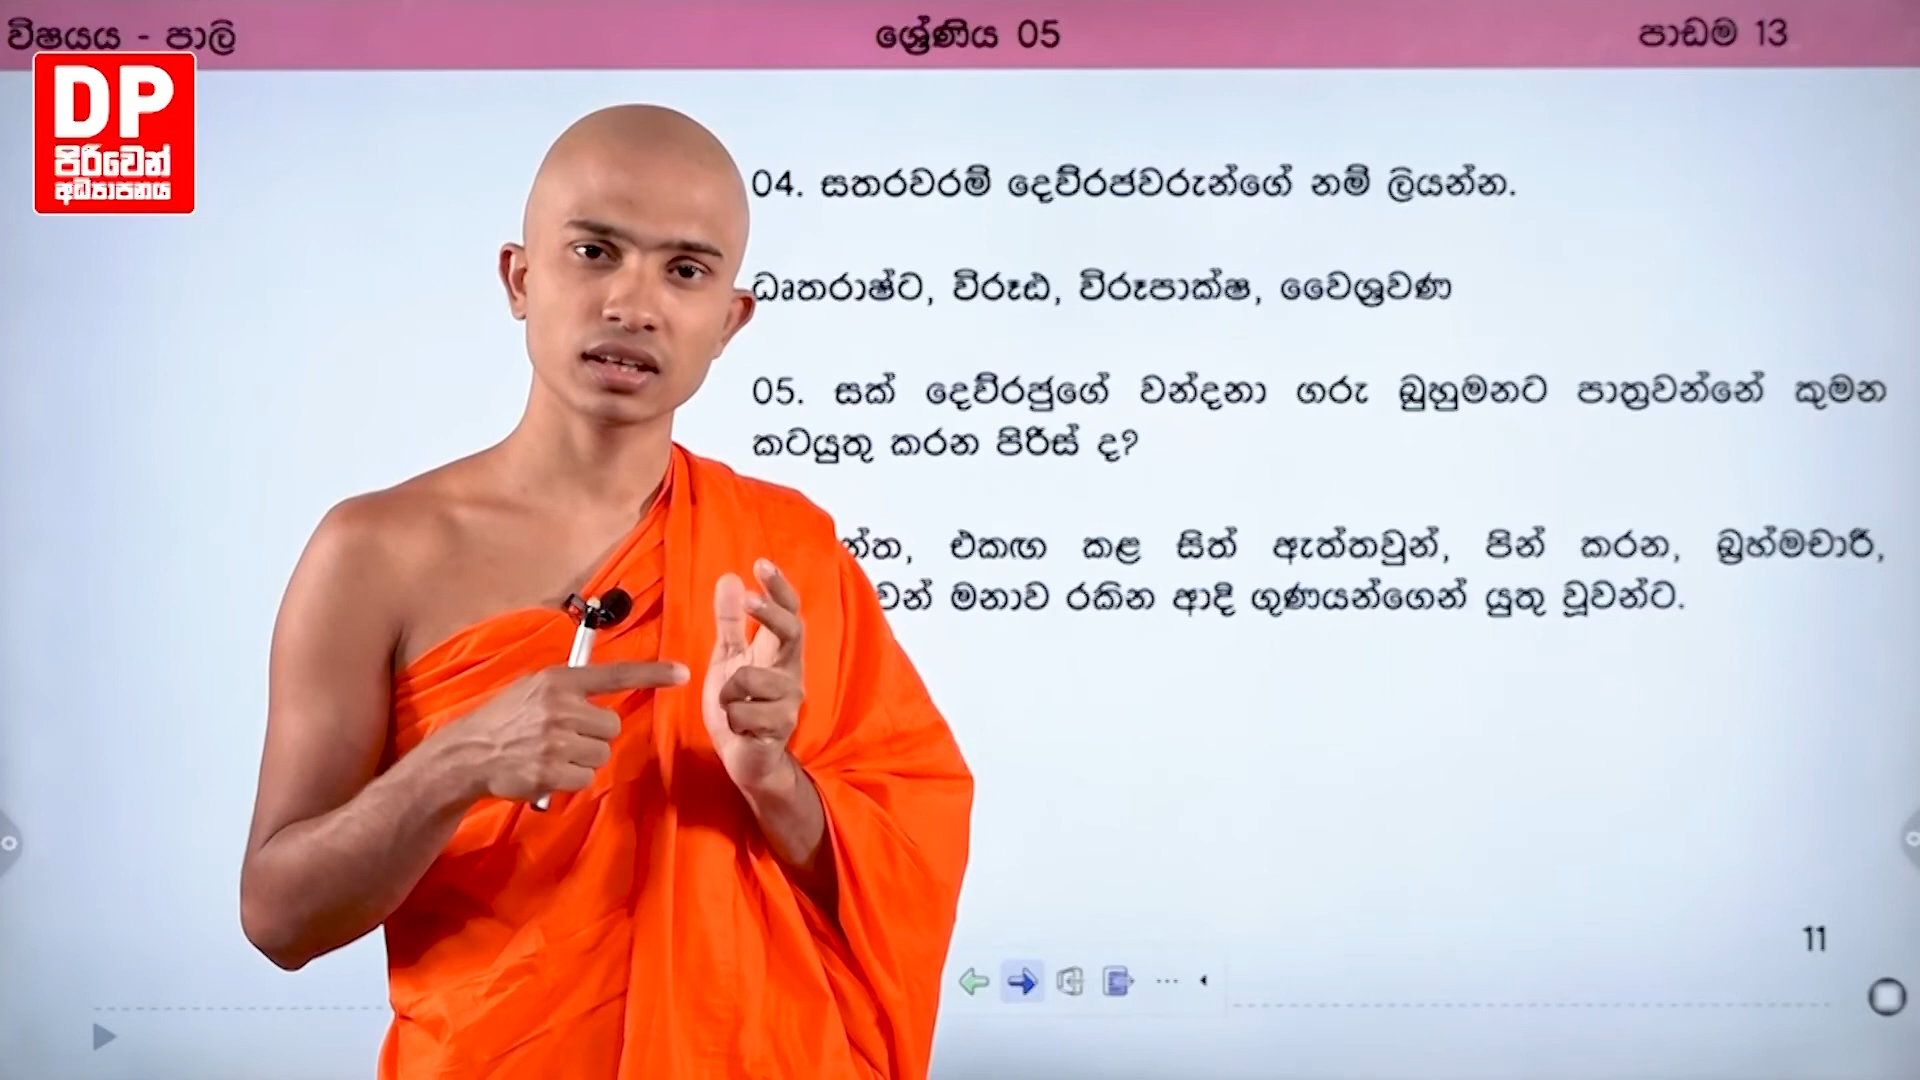 විෂයය - පාලි
ශ්‍රේණිය 05
පාඩම 13
DP
පිරිවෙන්
අධ්‍යාපනය
04. සතරවරම් දෙව්රජවරුන්ගේ නම් ලියන්න.
ධෘතරාෂ්ට, විරූඪ, විරූපාක්ෂ, වෛශ්‍රවණ
05. සක් දෙව්රජුගේ වන්දනා ගරු බුහුමනට පාත්‍රවන්නේ කුමන
කටයුතු කරන පිරිස් ද?
එකඟ කළ සිත් ඇත්තවුන්, පින් කරන, බ්‍රහ්මචාරී,
මනාව රකින ආදි ගුණයන්ගෙන් යුතු වූවන්ට.
11